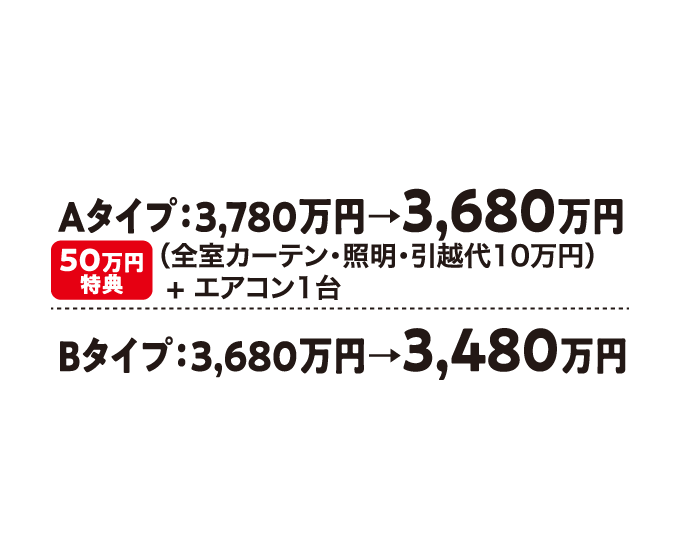 Aタイプ：3,780万円→3,680万円
50万円
特典
（全室カーテン・照明・引越代10万円）
+ エアコン1台
Bタイプ：3,680万円→3,480万円